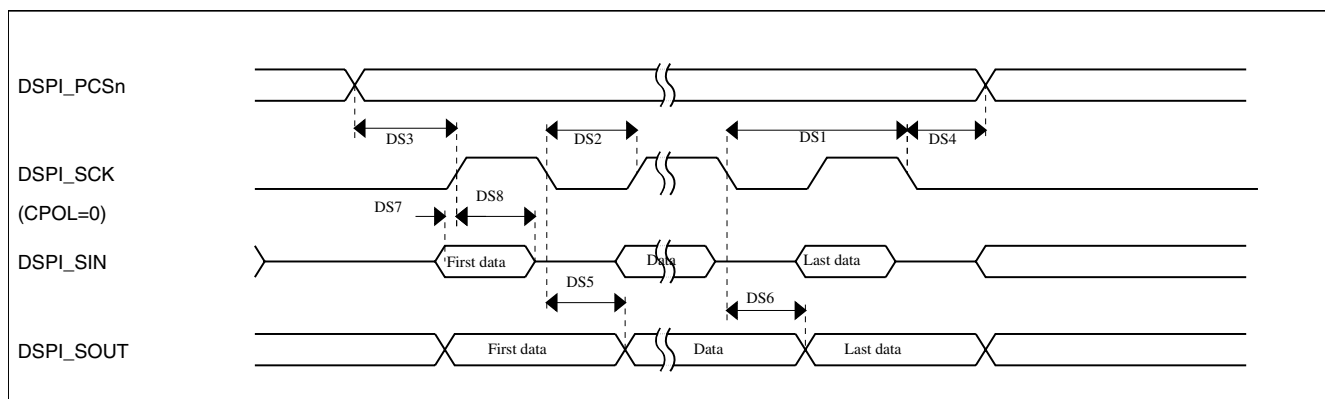 DSPI_PCSn
DS3
DS2
DS1
DS4
DSPI_SCK
(CPOL=0)
DS7
DS8
DSPI_SIN
First data
Data
Last data
DS5
DS6
DSPI_SOUT
First data
Data
Last data